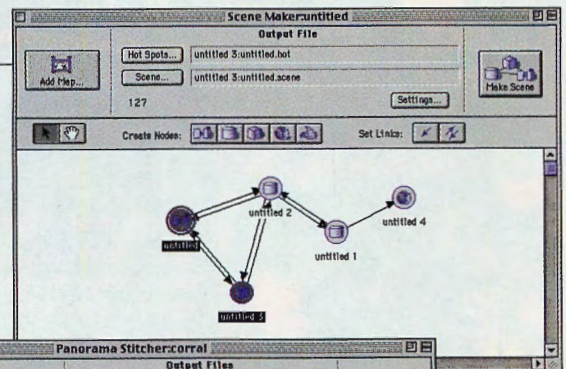 Scene Maker:untitled
Output File
Add Map...
Hot Spots...
untitled 3:untitled.hot
Scene...
untitled 3:untitled.scene
127
Settings...
Make Scene
Create Nodes:
Set Links:
untitled 2
untitled 4
untitled
untitled 1
untitled 3
Panorama Stitcher:corral
Output Files